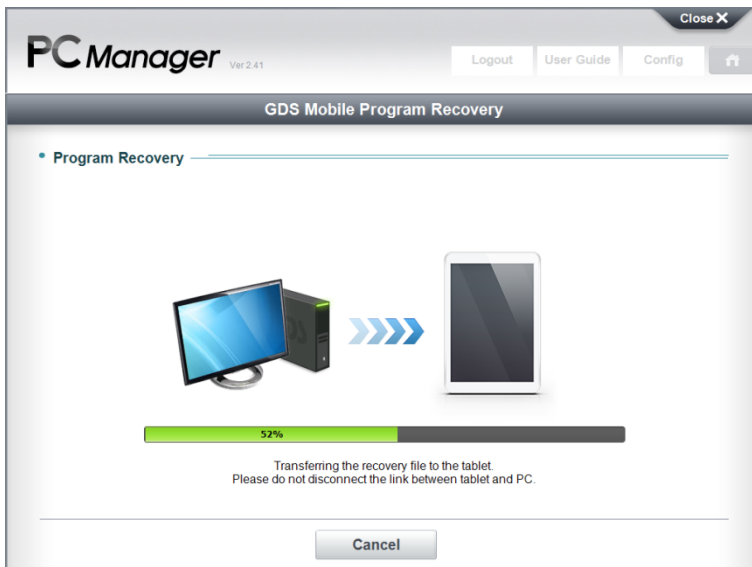 Close X
PC Manager Ver 2.41
Logout User Guide Config
GDS Mobile Program Recovery
Program Recovery
52%
Transferring the recovery file to the tablet.
Please do not disconnect the link between tablet and PC.
Cancel